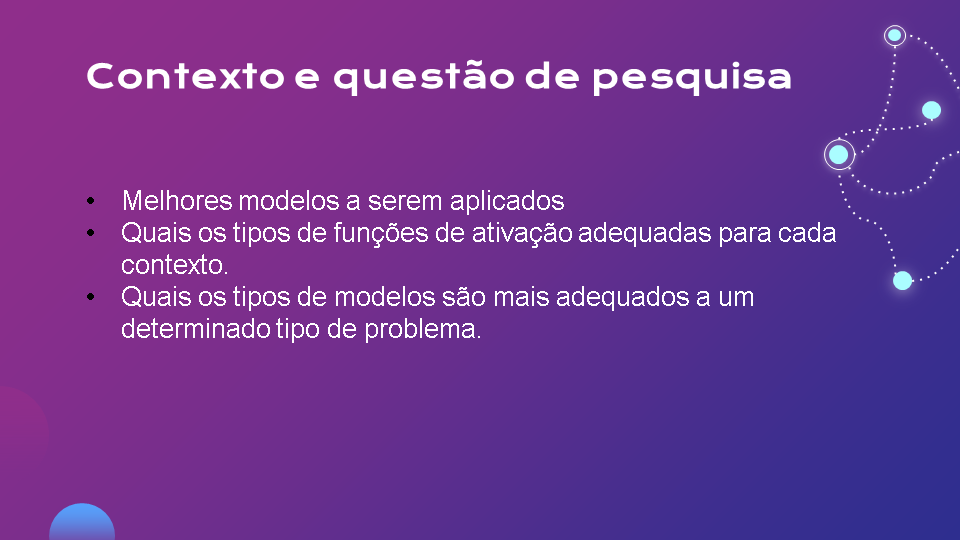 Contexto e questão de pesquisa
• Melhores modelos a serem aplicados
• Quais os tipos de funções de ativação adequadas para cada
contexto.
• Quais os tipos de modelos são mais adequados a um
determinado tipo de problema.